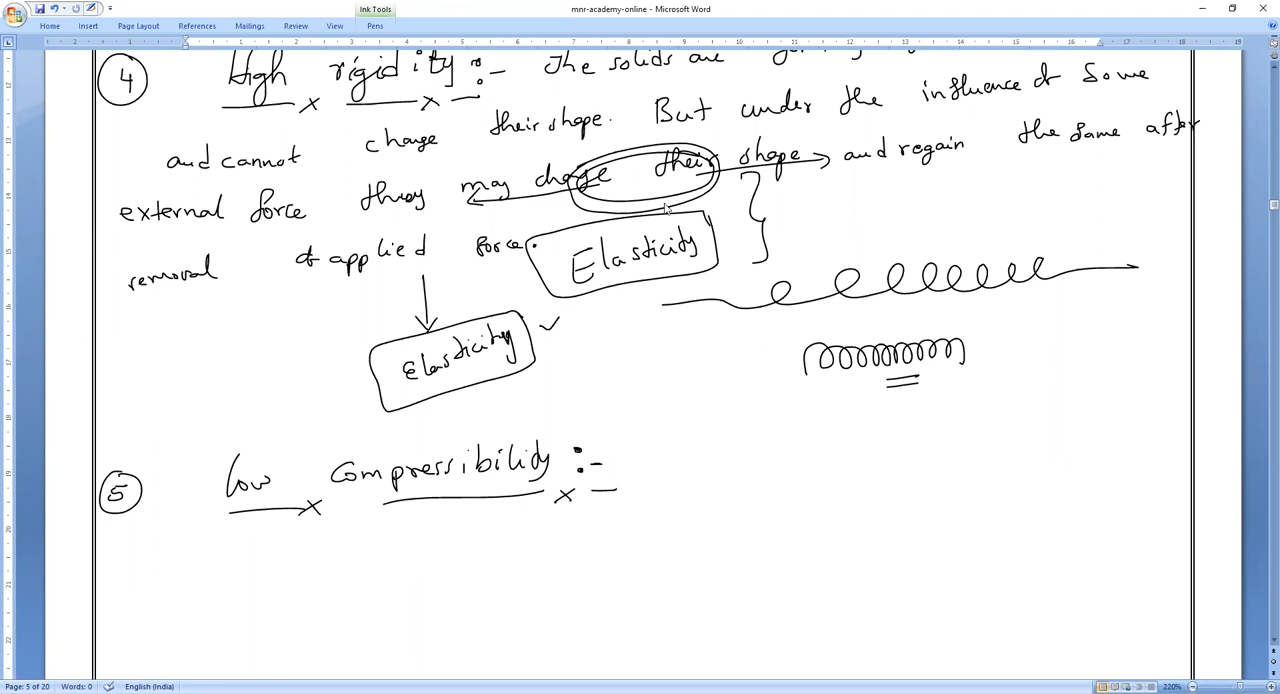 Ink Tools
mnr-academy-online - Microsoft Word
Home Insert Page Layout References Mailings Review View Pens
4 High rigidity :- The solids are
and cannot change their shape. But under the influence of some
external force they may change their shape and regain the same after
removal of applied force. Elasticity
Elasticity
5 Low Compressibility :-
Page: 5 of 20 Words: 0 English (India) 220%